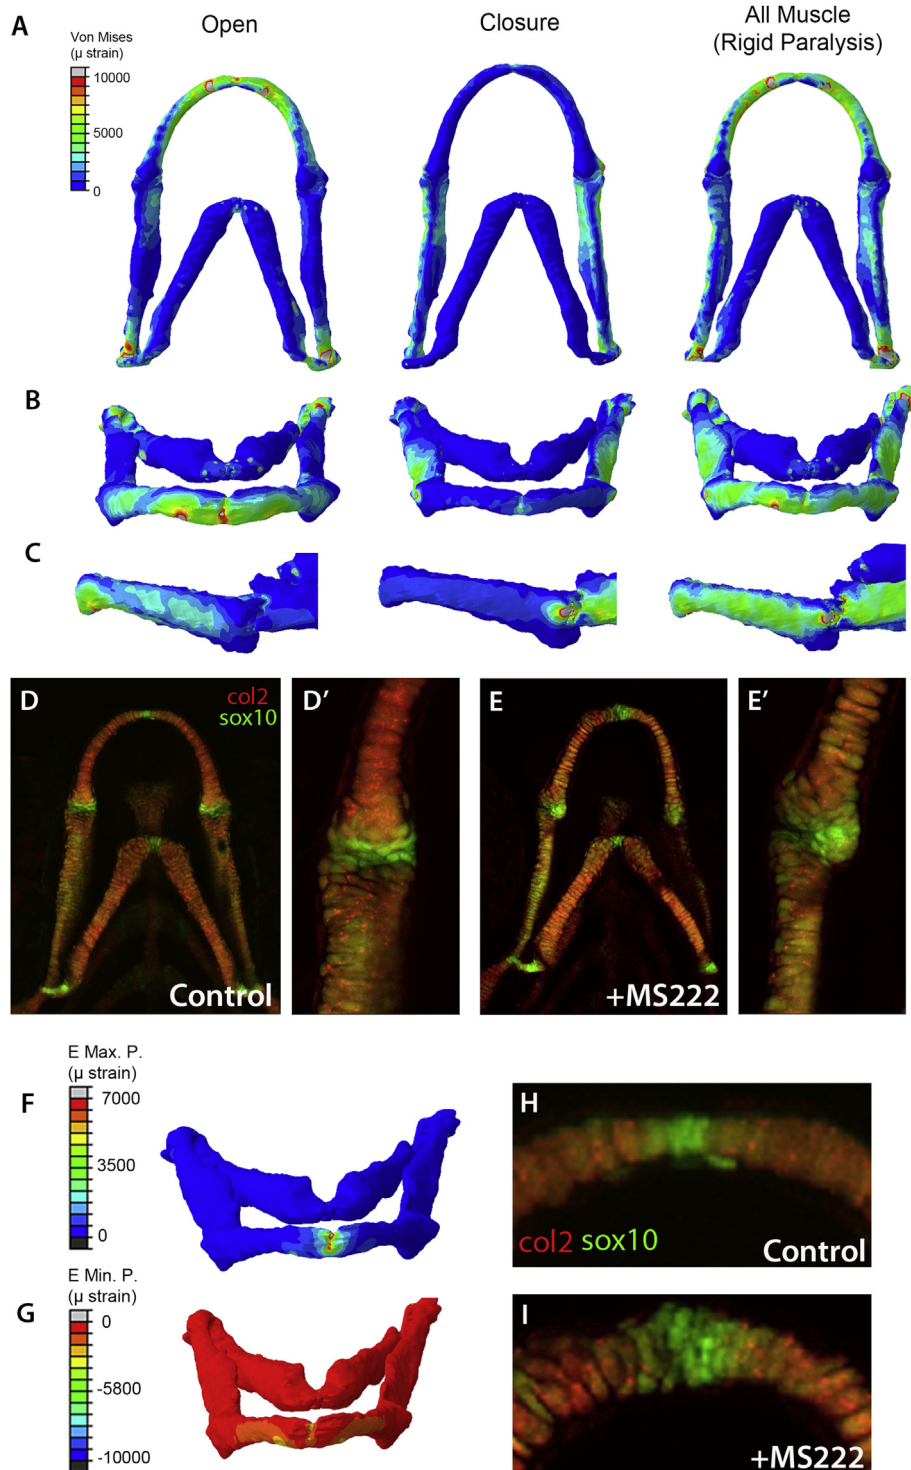 A
Open
Closure
All Muscle
(Rigid Paralysis)
Von Mises
(µ strain)
10000
5000
0
B
C
D
col2
sox10
Control
D’
E
+MS222
E’
E Max. P.
(µ strain)
7000
3500
0
F
E Min. P.
(µ strain)
0
-5800
-10000
G
H
col2 sox10
Control
I
+MS222